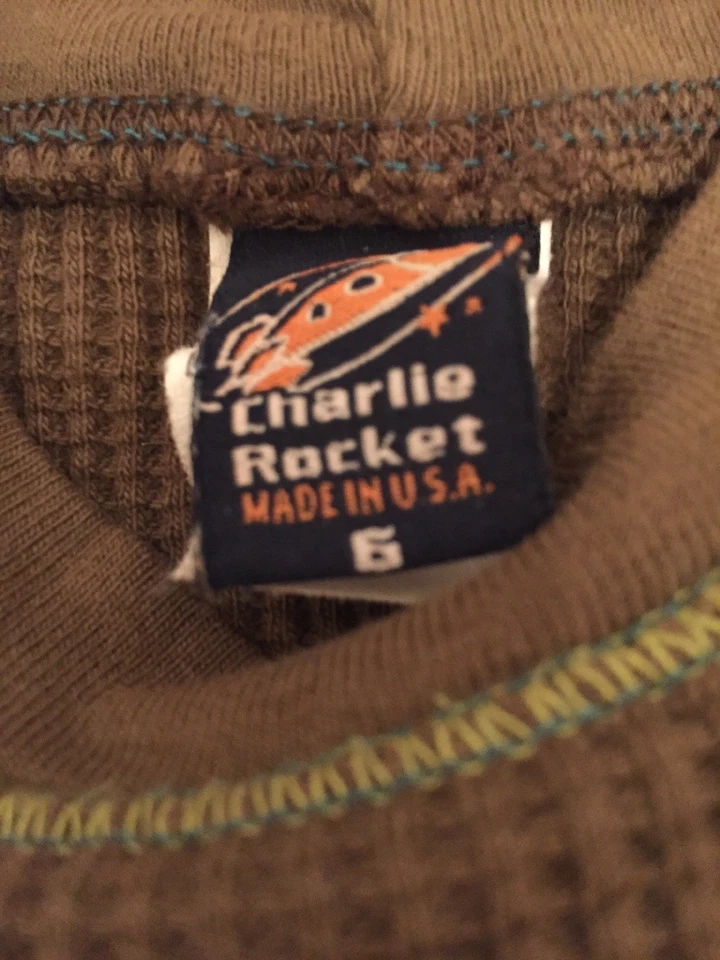 Charlie
Rocket
MADE IN U.S.A.
6